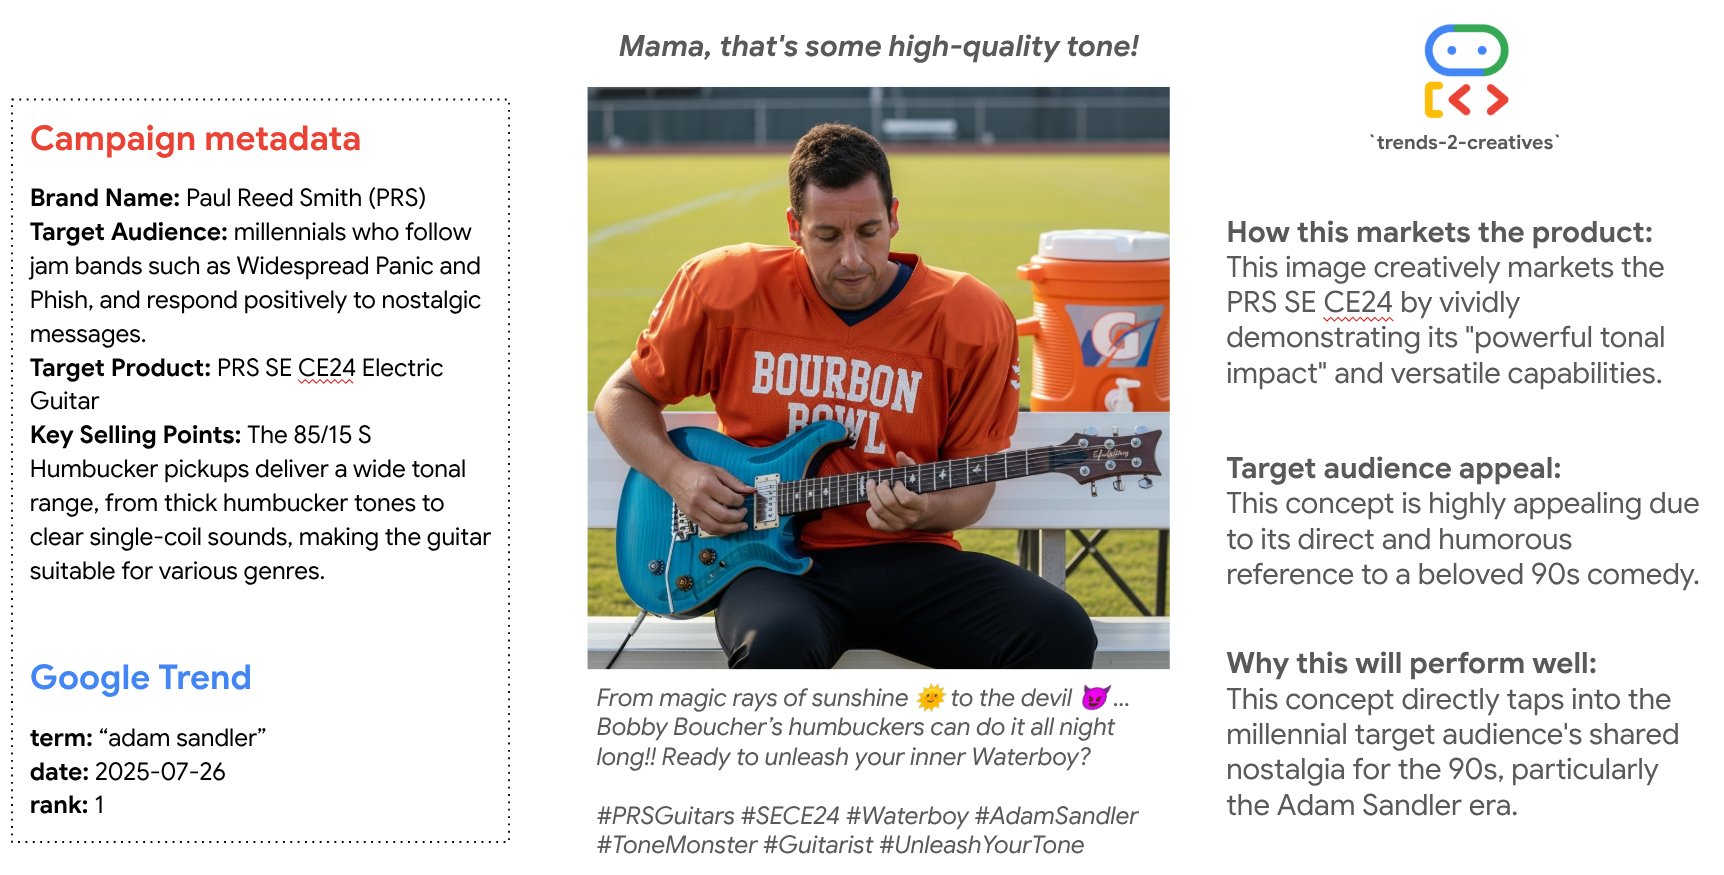 Mama, that's some high-quality tone!
Campaign metadata
Brand Name: Paul Reed Smith (PRS)
Target Audience: millennials who follow
jam bands such as Widespread Panic and
Phish, and respond positively to nostalgic
messages.
Target Product: PRS SE CE24 Electric
Guitar
Key Selling Points: The 85/15 S
Humbucker pickups deliver a wide tonal
range, from thick humbucker tones to
clear single-coil sounds, making the guitar
suitable for various genres.
Google Trend
term: “adam sandler”
date: 2025-07-26
rank: 1
BOURBON
BOWL
G
From magic rays of sunshine 🌞 to the devil 😈 ...
Bobby Boucher’s humbuckers can do it all night
long!! Ready to unleash your inner Waterboy?
#PRSGuitars #SECE24 #Waterboy #AdamSandler
#ToneMonster #Guitarist #UnleashYourTone
`trends-2-creatives`
How this markets the product:
This image creatively markets the
PRS SE CE24 by vividly
demonstrating its "powerful tonal
impact" and versatile capabilities.
Target audience appeal:
This concept is highly appealing due
to its direct and humorous
reference to a beloved 90s comedy.
Why this will perform well:
This concept directly taps into the
millennial target audience's shared
nostalgia for the 90s, particularly
the Adam Sandler era.